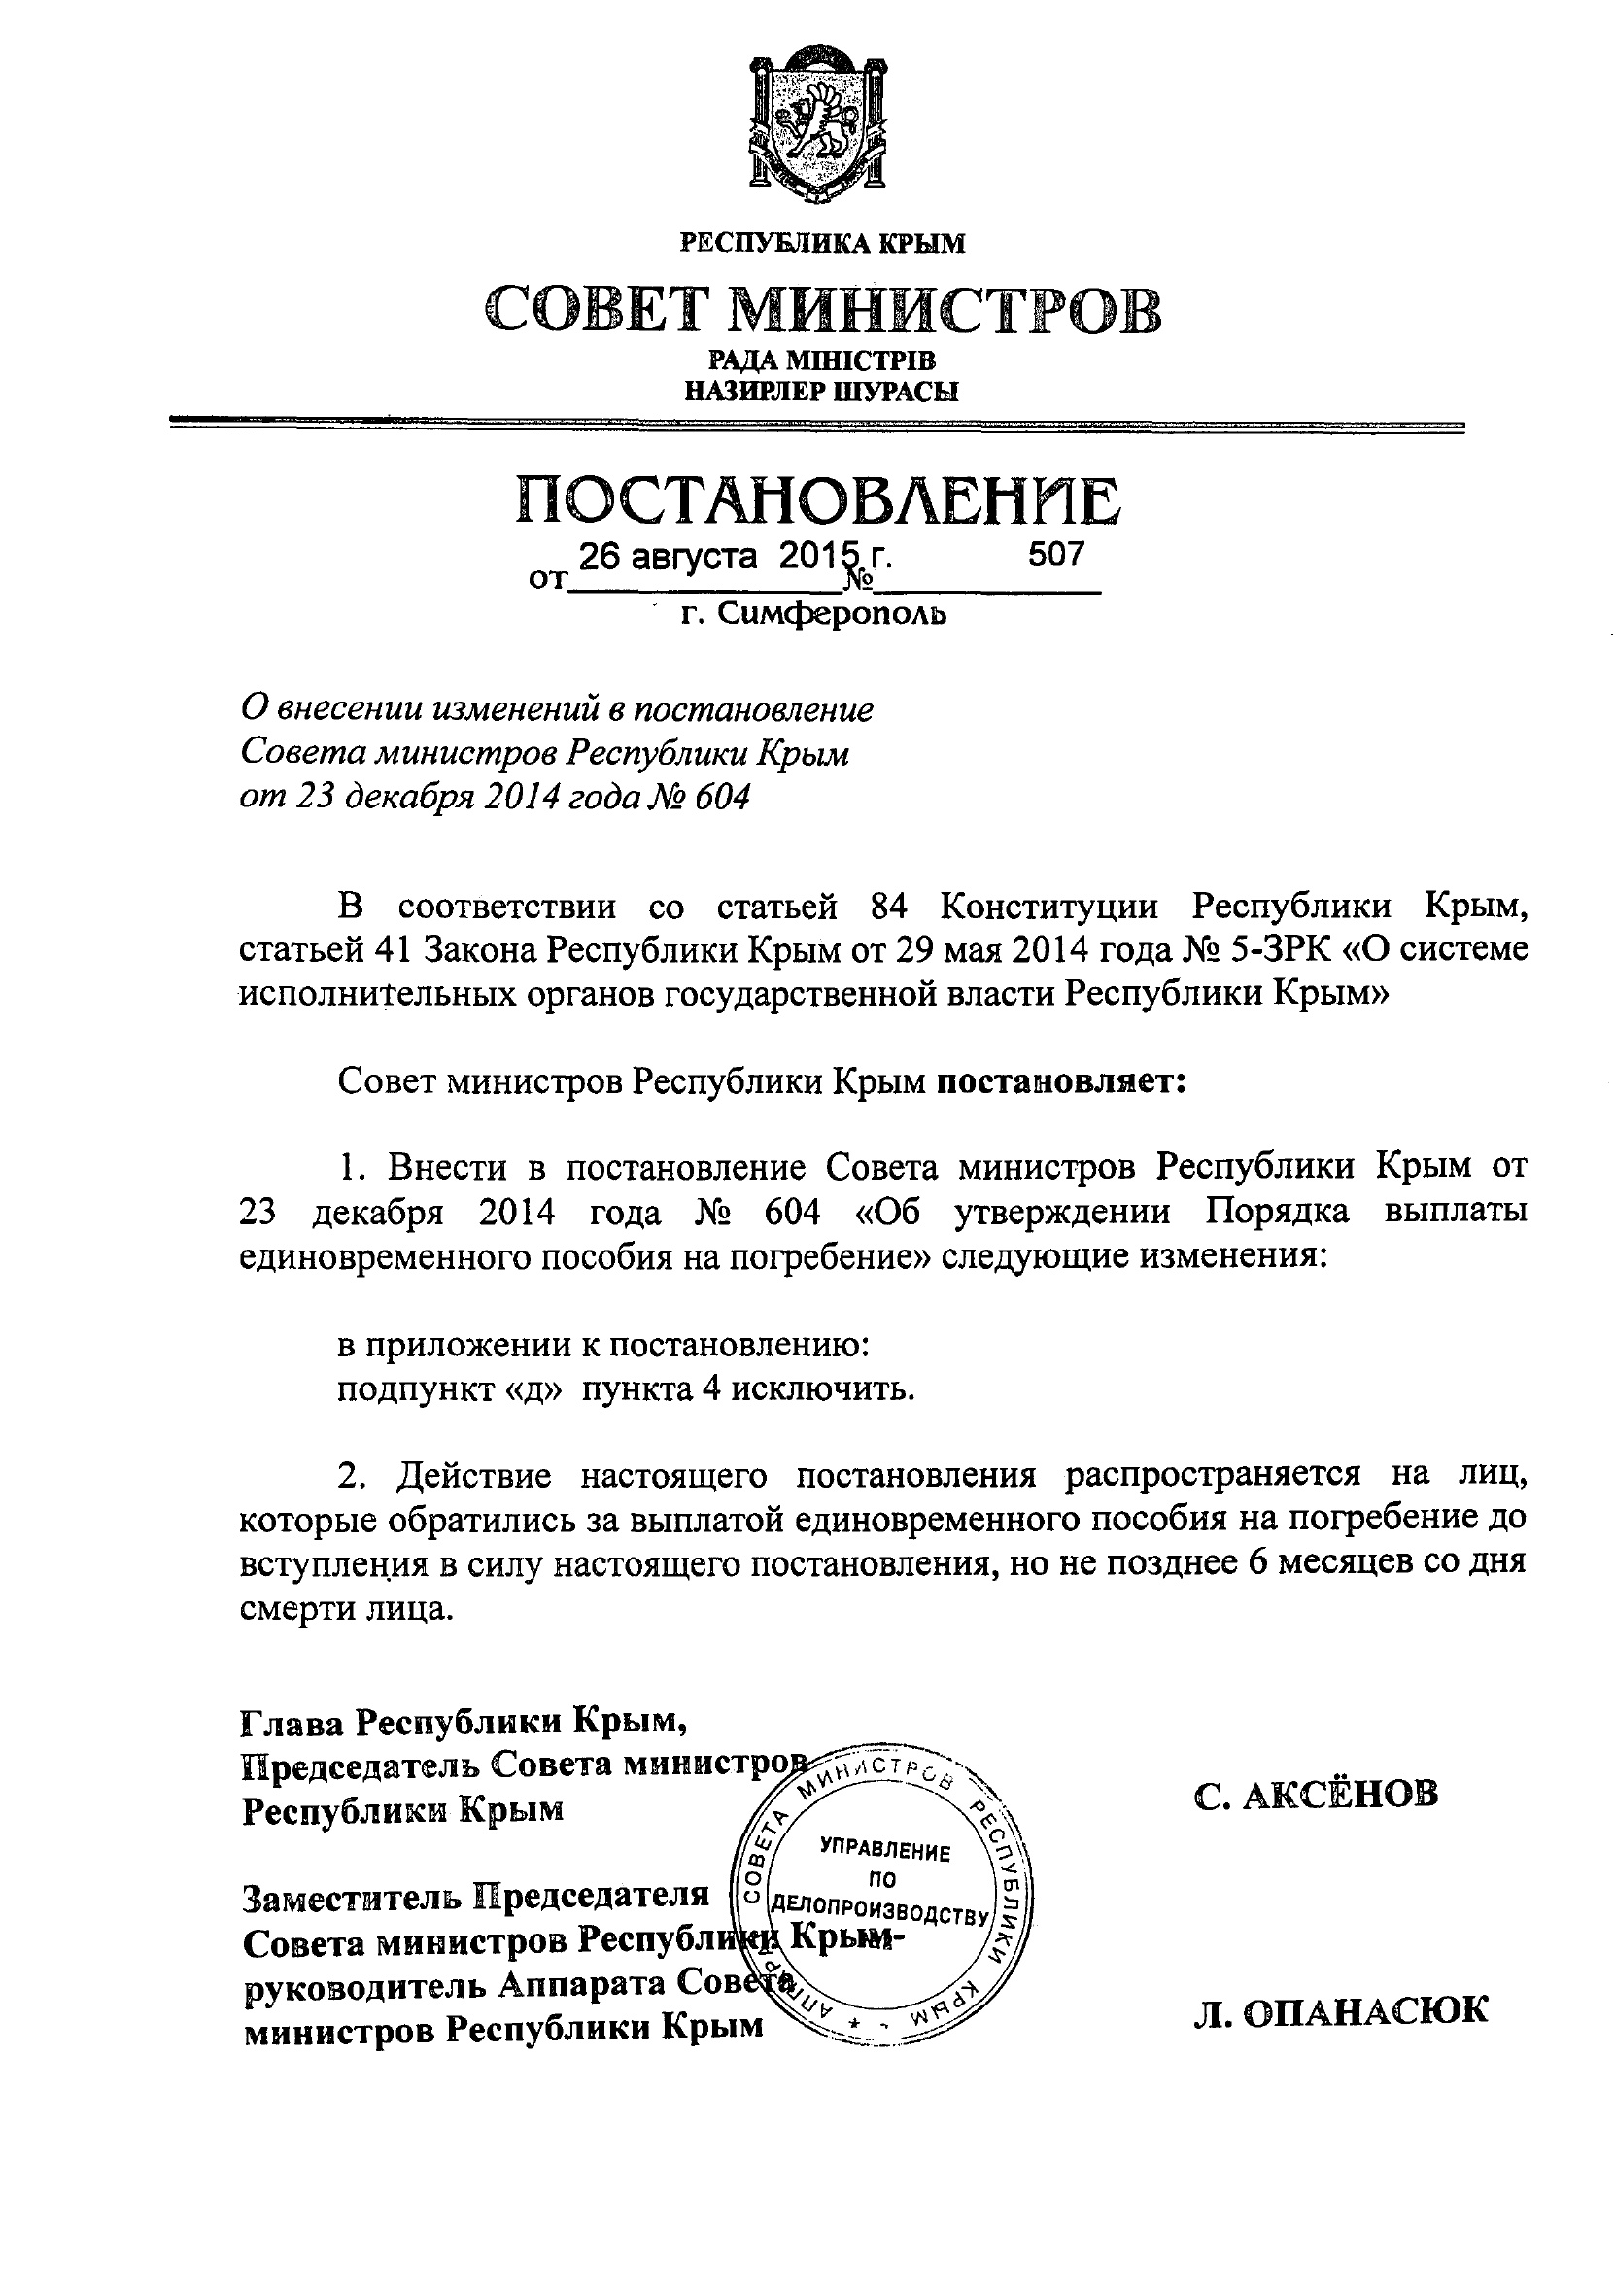 РЕСПУБЛИКА КРЫМ
СОВЕТ МИНИСТРОВ
РАДА МІНІСТРІВ
НАЗИРЛЕР ШУРАСЫ
ПОСТАНОВЛЕНИЕ
от 26 августа 2015 г. № 507
г. Симферополь
О внесении изменений в постановление
Совета министров Республики Крым
от 23 декабря 2014 года № 604
В соответствии со статьей 84 Конституции Республики Крым,
статьей 41 Закона Республики Крым от 29 мая 2014 года № 5-ЗРК «О системе
исполнительных органов государственной власти Республики Крым»
Совет министров Республики Крым постановляет:
1. Внести в постановление Совета министров Республики Крым от
23 декабря 2014 года № 604 «Об утверждении Порядка выплаты
единовременного пособия на погребение» следующие изменения:
в приложении к постановлению:
подпункт «д» пункта 4 исключить.
2. Действие настоящего постановления распространяется на лиц,
которые обратились за выплатой единовременного пособия на погребение до
вступления в силу настоящего постановления, но не позднее 6 месяцев со дня
смерти лица.
Глава Республики Крым,
Председатель Совета министров
Республики Крым
С. АКСЁНОВ
Заместитель Председателя
Совета министров Республики Крым-
руководитель Аппарата Совета
министров Республики Крым
Л. ОПАНАСЮК
АППАРАТ СОВЕТА МИНИСТРОВ РЕСПУБЛИКИ КРЫМ
УПРАВЛЕНИЕ
ПО
ДЕЛОПРОИЗВОДСТВУ